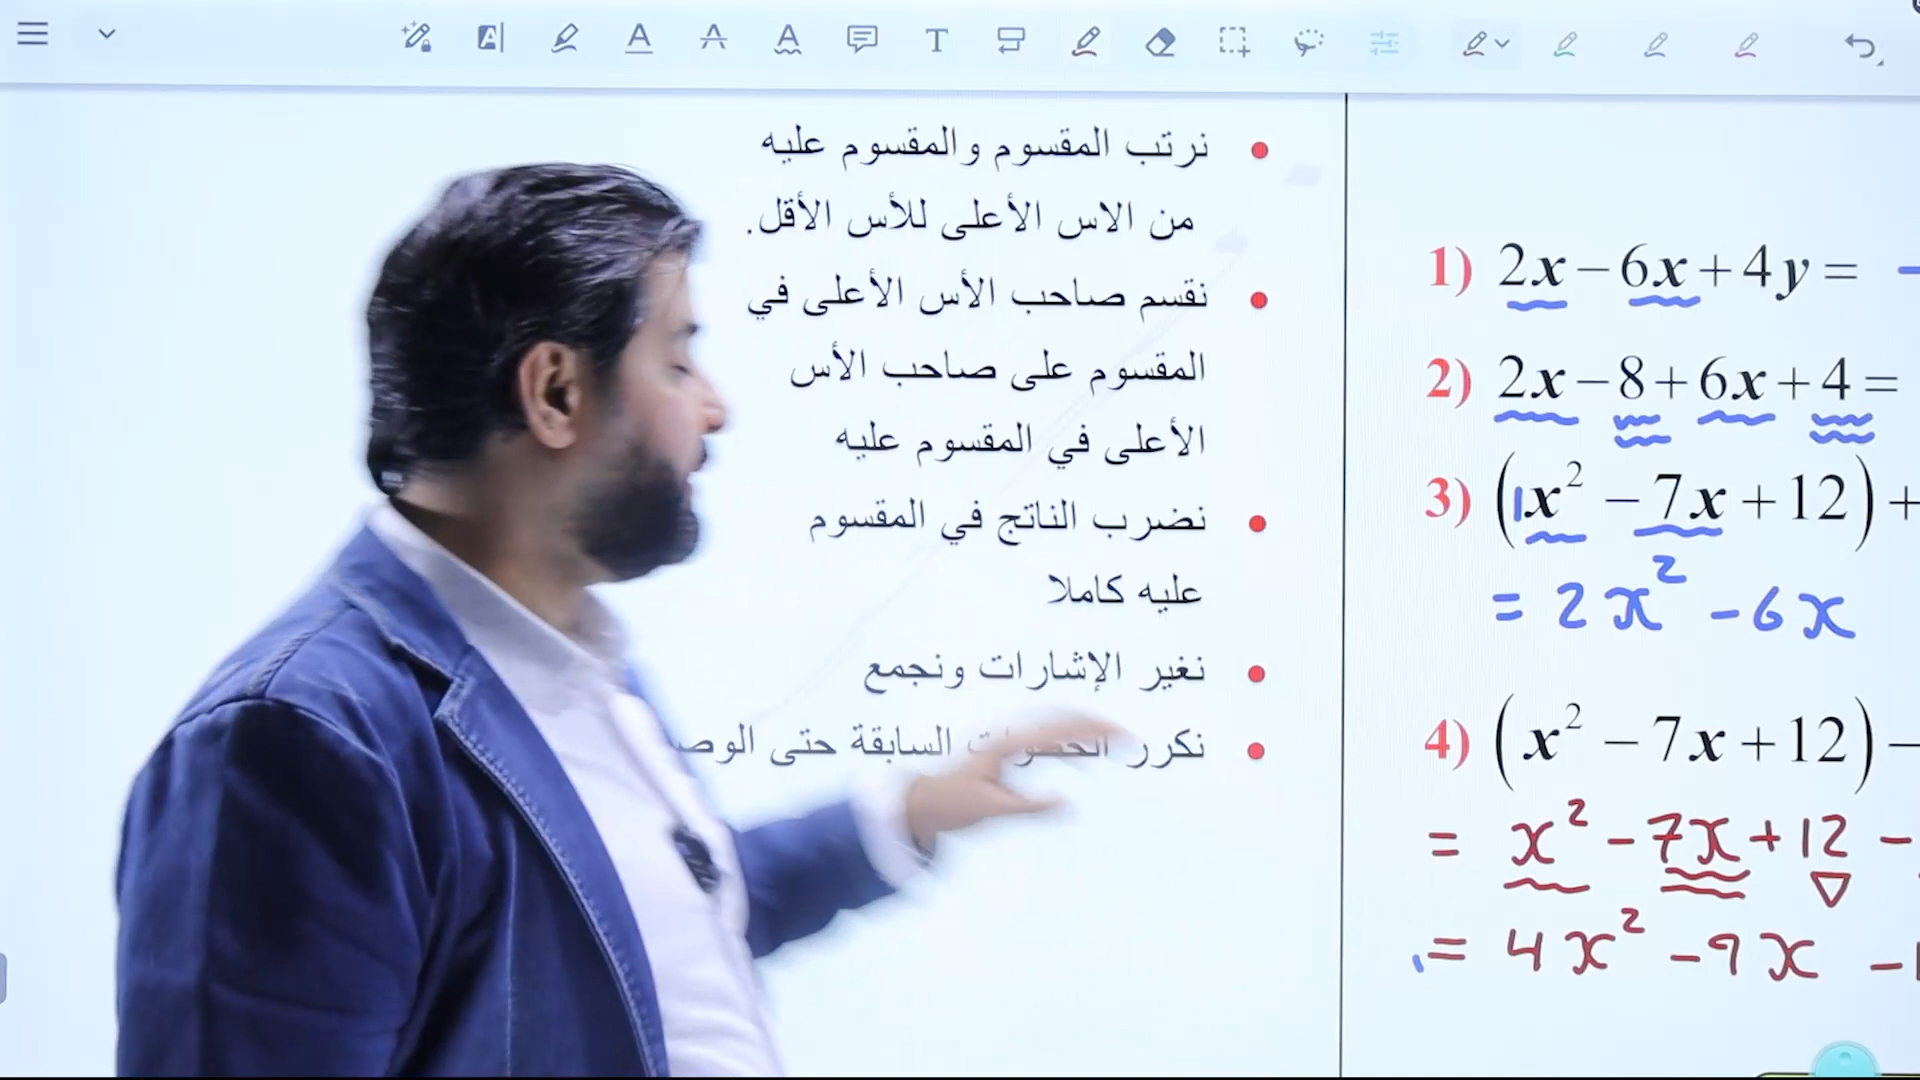 نرتب المقسوم والمقسوم عليه
من الاس الأعلى للأس الأقل.
نقسم صاحب الأس الأعلى في
المقسوم على صاحب الأس
الأعلى في المقسوم عليه
نضرب الناتج في المقسوم
عليه كاملا
نغير الإشارات ونجمع
نكرر السابقة حتى
1) 2x − 6x + 4y = −
2) 2x − 8 + 6x + 4 =
3) (1x² − 7x + 12) +
= 2x² − 6x
4) (x² − 7x + 12) −
= x² − 7x + 12 −
= 4x² − 9x −